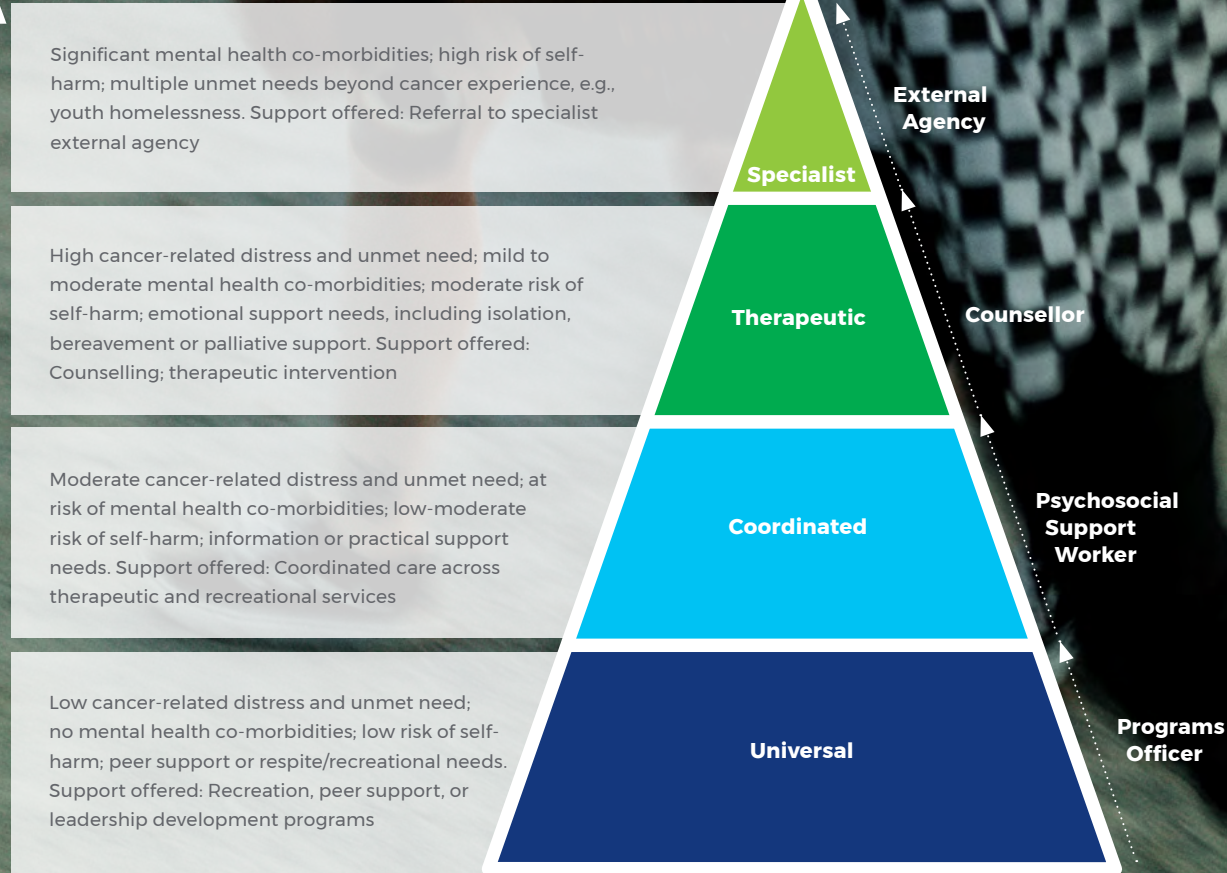 Significant mental health co-morbidities; high risk of self-
harm; multiple unmet needs beyond cancer experience, e.g.,
youth homelessness. Support offered: Referral to specialist
external agency
Specialist
External
Agency
High cancer-related distress and unmet need; mild to
moderate mental health co-morbidities; moderate risk of
self-harm; emotional support needs, including isolation,
bereavement or palliative support. Support offered:
Counselling; therapeutic intervention
Therapeutic
Counsellor
Moderate cancer-related distress and unmet need; at
risk of mental health co-morbidities; low-moderate
risk of self-harm; information or practical support
needs. Support offered: Coordinated care across
therapeutic and recreational services
Coordinated
Psychosocial
Support
Worker
Low cancer-related distress and unmet need;
no mental health co-morbidities; low risk of self-
harm; peer support or respite/recreational needs.
Support offered: Recreation, peer support, or
leadership development programs
Universal
Programs
Officer